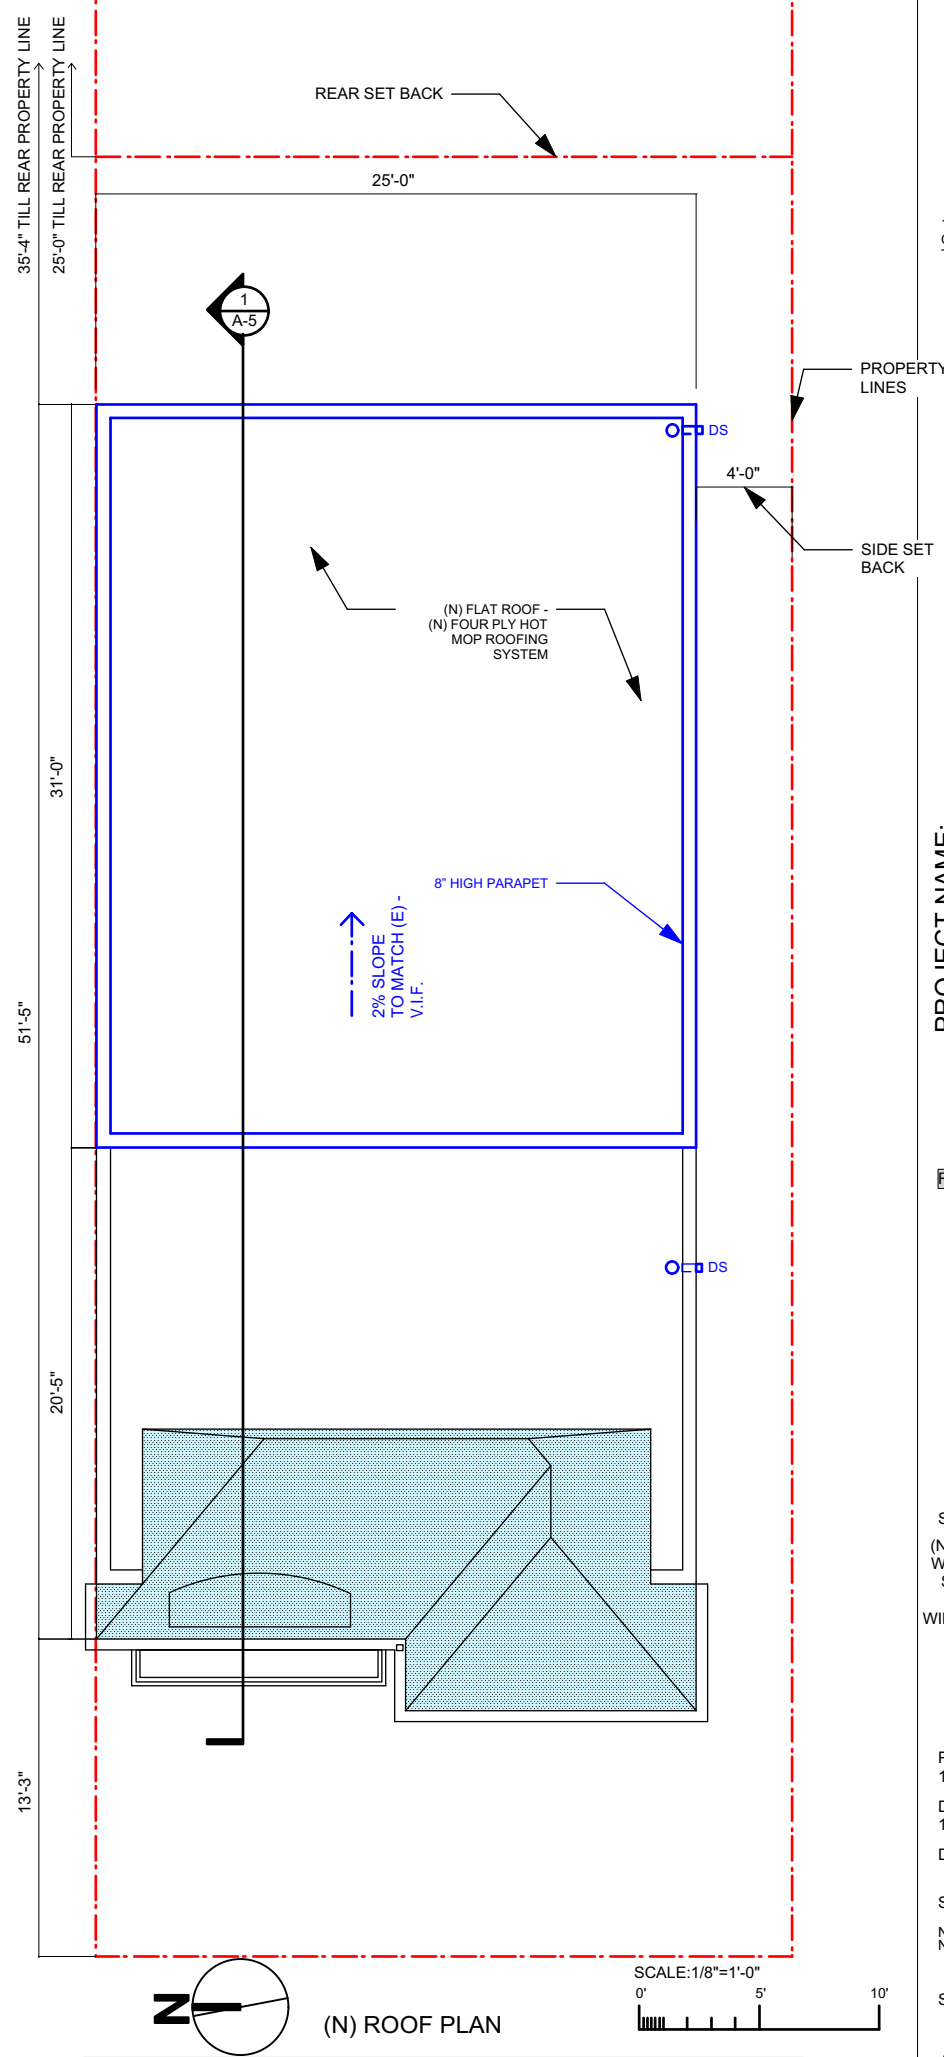 35'-4" TILL REAR PROPERTY LINE
25'-0" TILL REAR PROPERTY LINE
REAR SET BACK
25'-0"
1
A-5
PROPERTY
LINES
DS
4'-0"
SIDE SET
BACK
(N) FLAT ROOF -
(N) FOUR PLY HOT
MOP ROOFING
SYSTEM
31'-0"
8" HIGH PARAPET
2% SLOPE
TO MATCH (E) -
V.I.F.
51'-5"
PROJECT NAME:
DS
20'-5"
13'-3"
N
(N) ROOF PLAN
SCALE:1/8"=1'-0"
0' 5' 10'